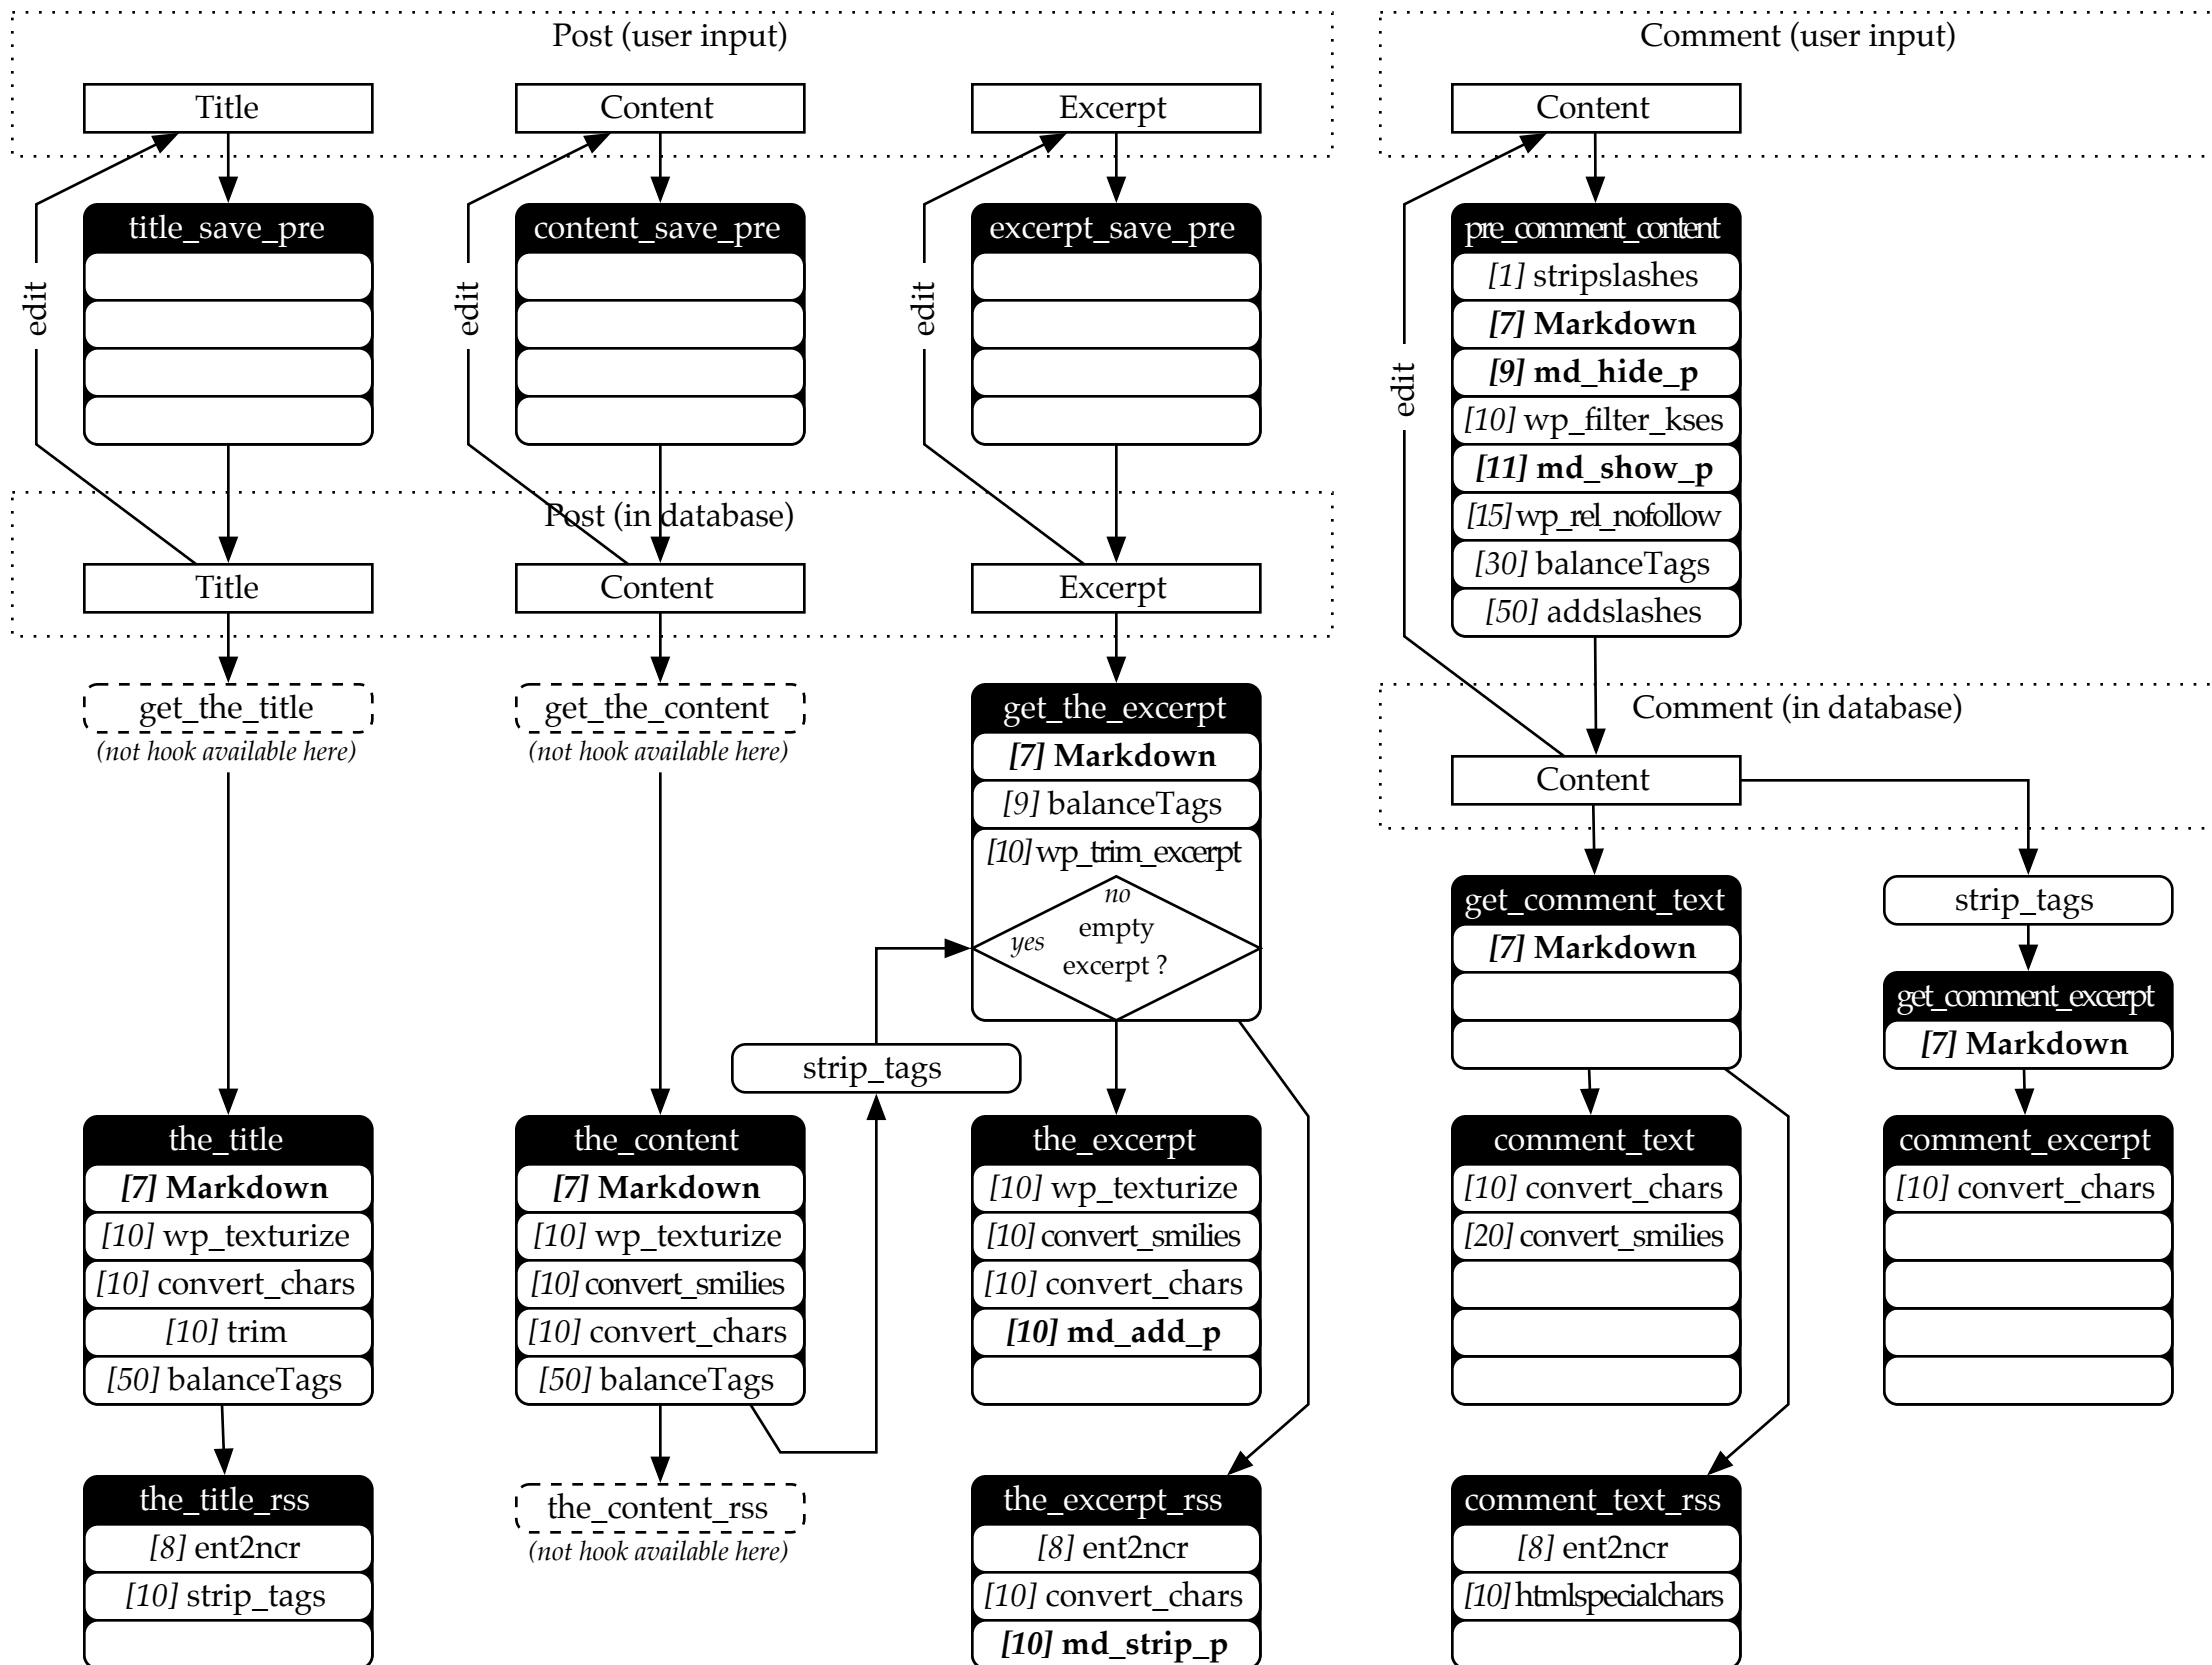 Post (user input)
Title
Content
Excerpt
edit
title_save_pre
edit
content_save_pre
edit
excerpt_save_pre
Post (in database)
Title
Content
Excerpt
get_the_title
(not hook available here)
get_the_content
(not hook available here)
get_the_excerpt
[7] Markdown
[9] balanceTags
[10] wp_trim_excerpt
no
yes
empty
excerpt ?
strip_tags
the_title
[7] Markdown
[10] wp_texturize
[10] convert_chars
[10] trim
[50] balanceTags
the_content
[7] Markdown
[10] wp_texturize
[10] convert_smilies
[10] convert_chars
[50] balanceTags
the_excerpt
[10] wp_texturize
[10] convert_smilies
[10] convert_chars
[10] md_add_p
the_title_rss
[8] ent2ncr
[10] strip_tags
the_content_rss
(not hook available here)
the_excerpt_rss
[8] ent2ncr
[10] convert_chars
[10] md_strip_p
Comment (user input)
Content
edit
pre_comment_content
[1] stripslashes
[7] Markdown
[9] md_hide_p
[10] wp_filter_kses
[11] md_show_p
[15] wp_rel_nofollow
[30] balanceTags
[50] addslashes
Comment (in database)
Content
get_comment_text
[7] Markdown
strip_tags
get_comment_excerpt
[7] Markdown
comment_text
[10] convert_chars
[20] convert_smilies
comment_excerpt
[10] convert_chars
comment_text_rss
[8] ent2ncr
[10] htmlspecialchars